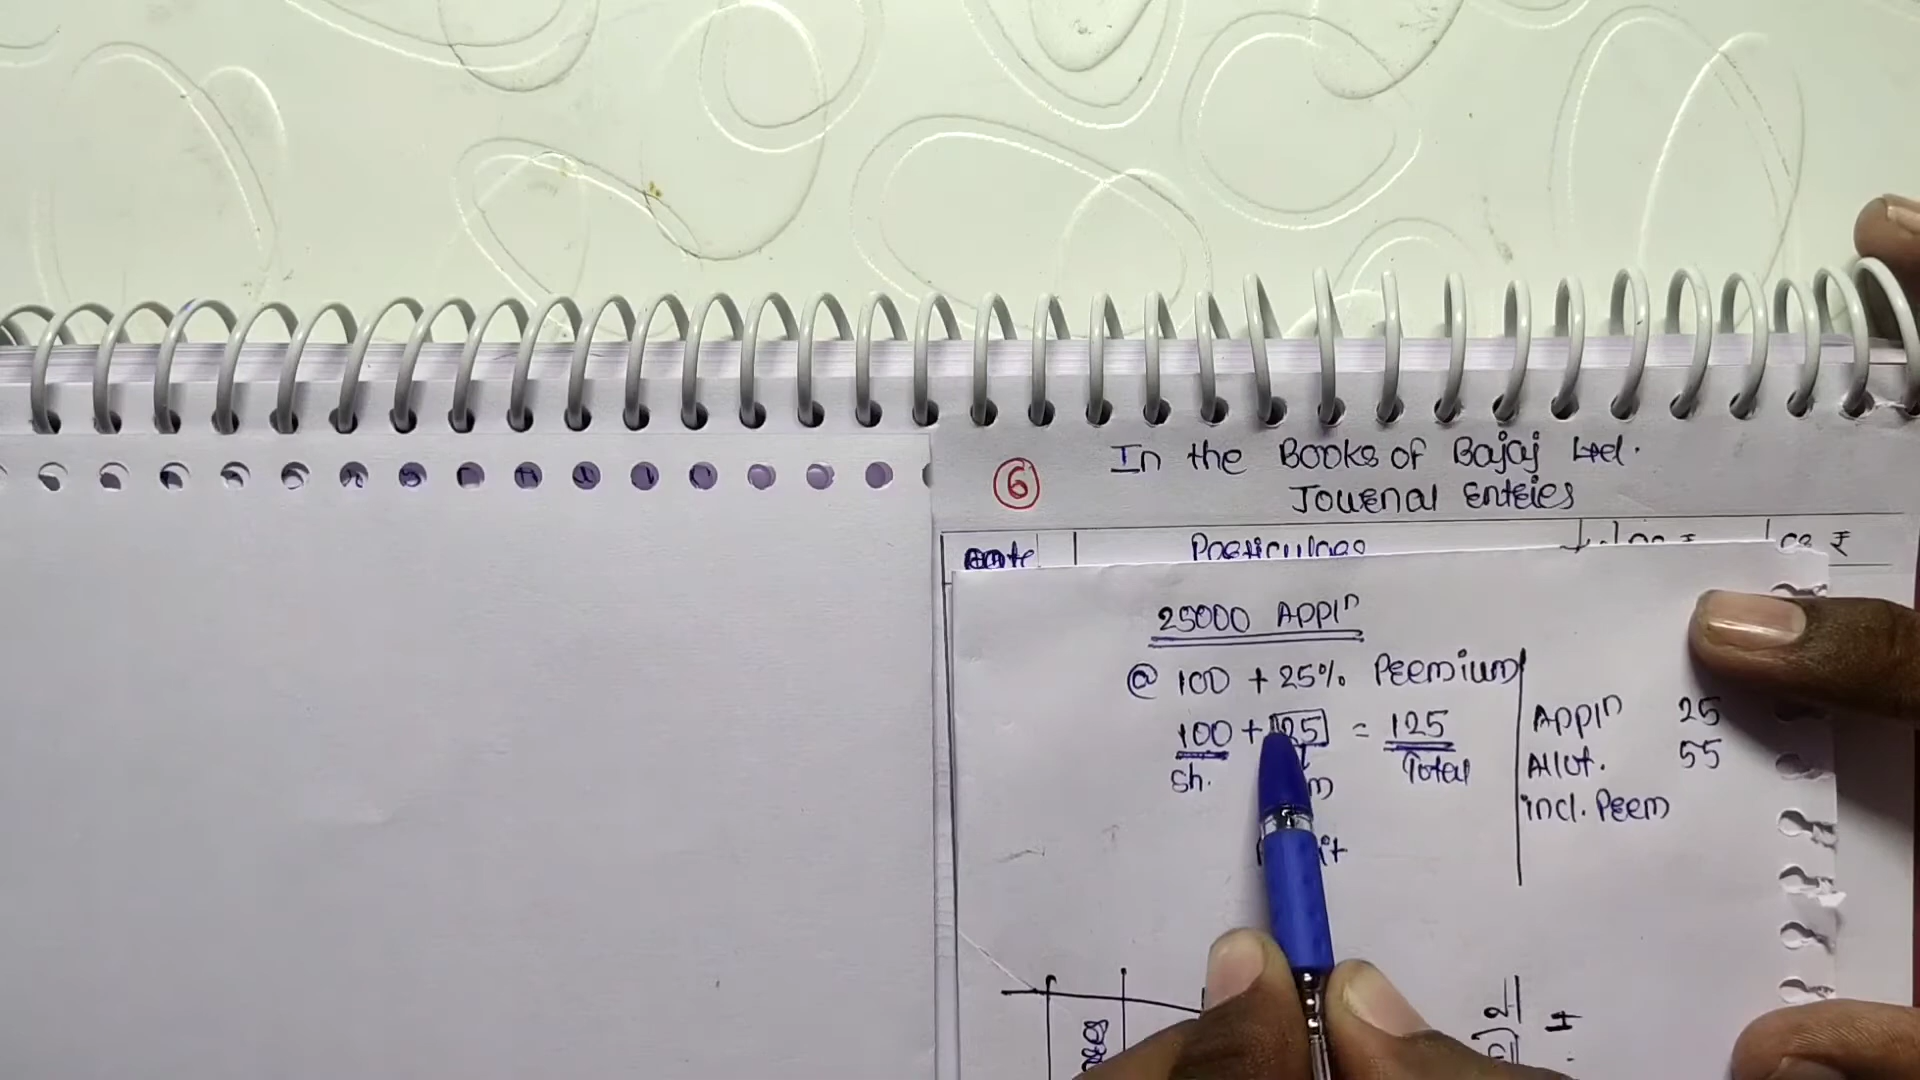 6
In the Books of Bajaj Ltd.
Journal Entries
Date Particulars ₹ ₹
25000 Appln
@ 100 + 25% Premium
100 + 25 = 125
Sh. Total
Appln 25
Allot. 55
incl. Prem